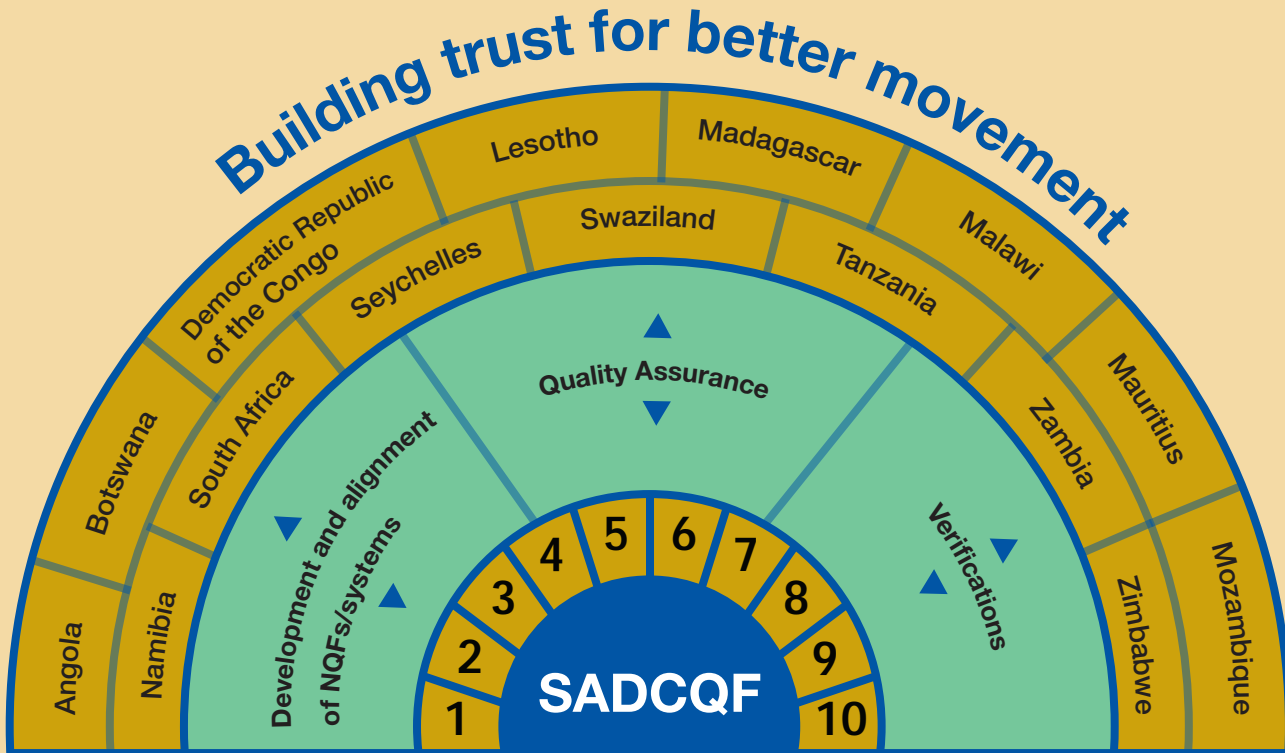 Building trust for better movement
Angola
Botswana
Democratic Republic
of the Congo
Lesotho
Madagascar
Malawi
Mauritius
Mozambique
Namibia
South Africa
Seychelles
Swaziland
Tanzania
Zambia
Zimbabwe
Development and alignment
of NQFs/systems
Quality Assurance
Verifications
1
2
3
4
5
6
7
8
9
10
SADCQF